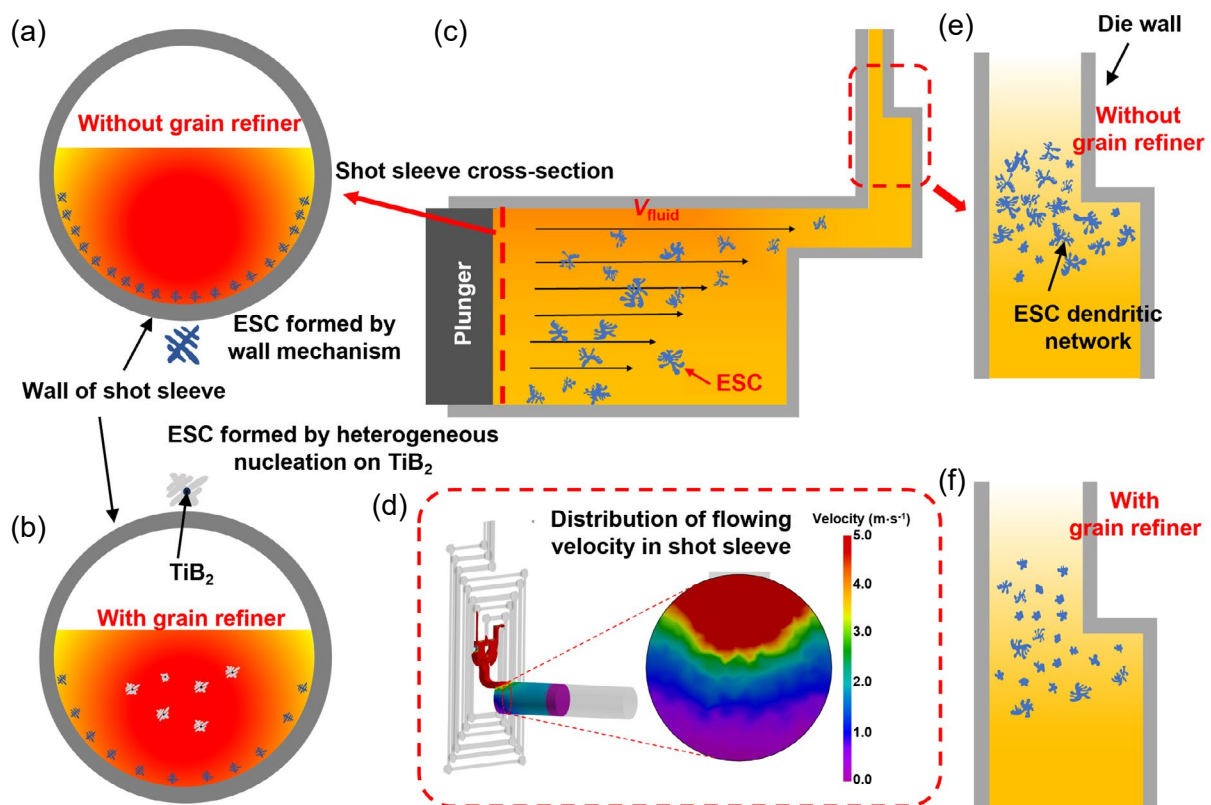 (a)
Without grain refiner
Shot sleeve cross-section
ESC formed by
wall mechanism
Wall of shot sleeve
ESC formed by heterogeneous
nucleation on TiB₂
(b)
TiB₂
With grain refiner
(c)
V_fluid
Plunger
ESC
(d)
Distribution of flowing
velocity in shot sleeve
Velocity (m·s⁻¹)
5.0
4.0
3.0
2.0
1.0
0.0
(e)
Die wall
Without
grain refiner
ESC dendritic
network
(f)
With
grain refiner